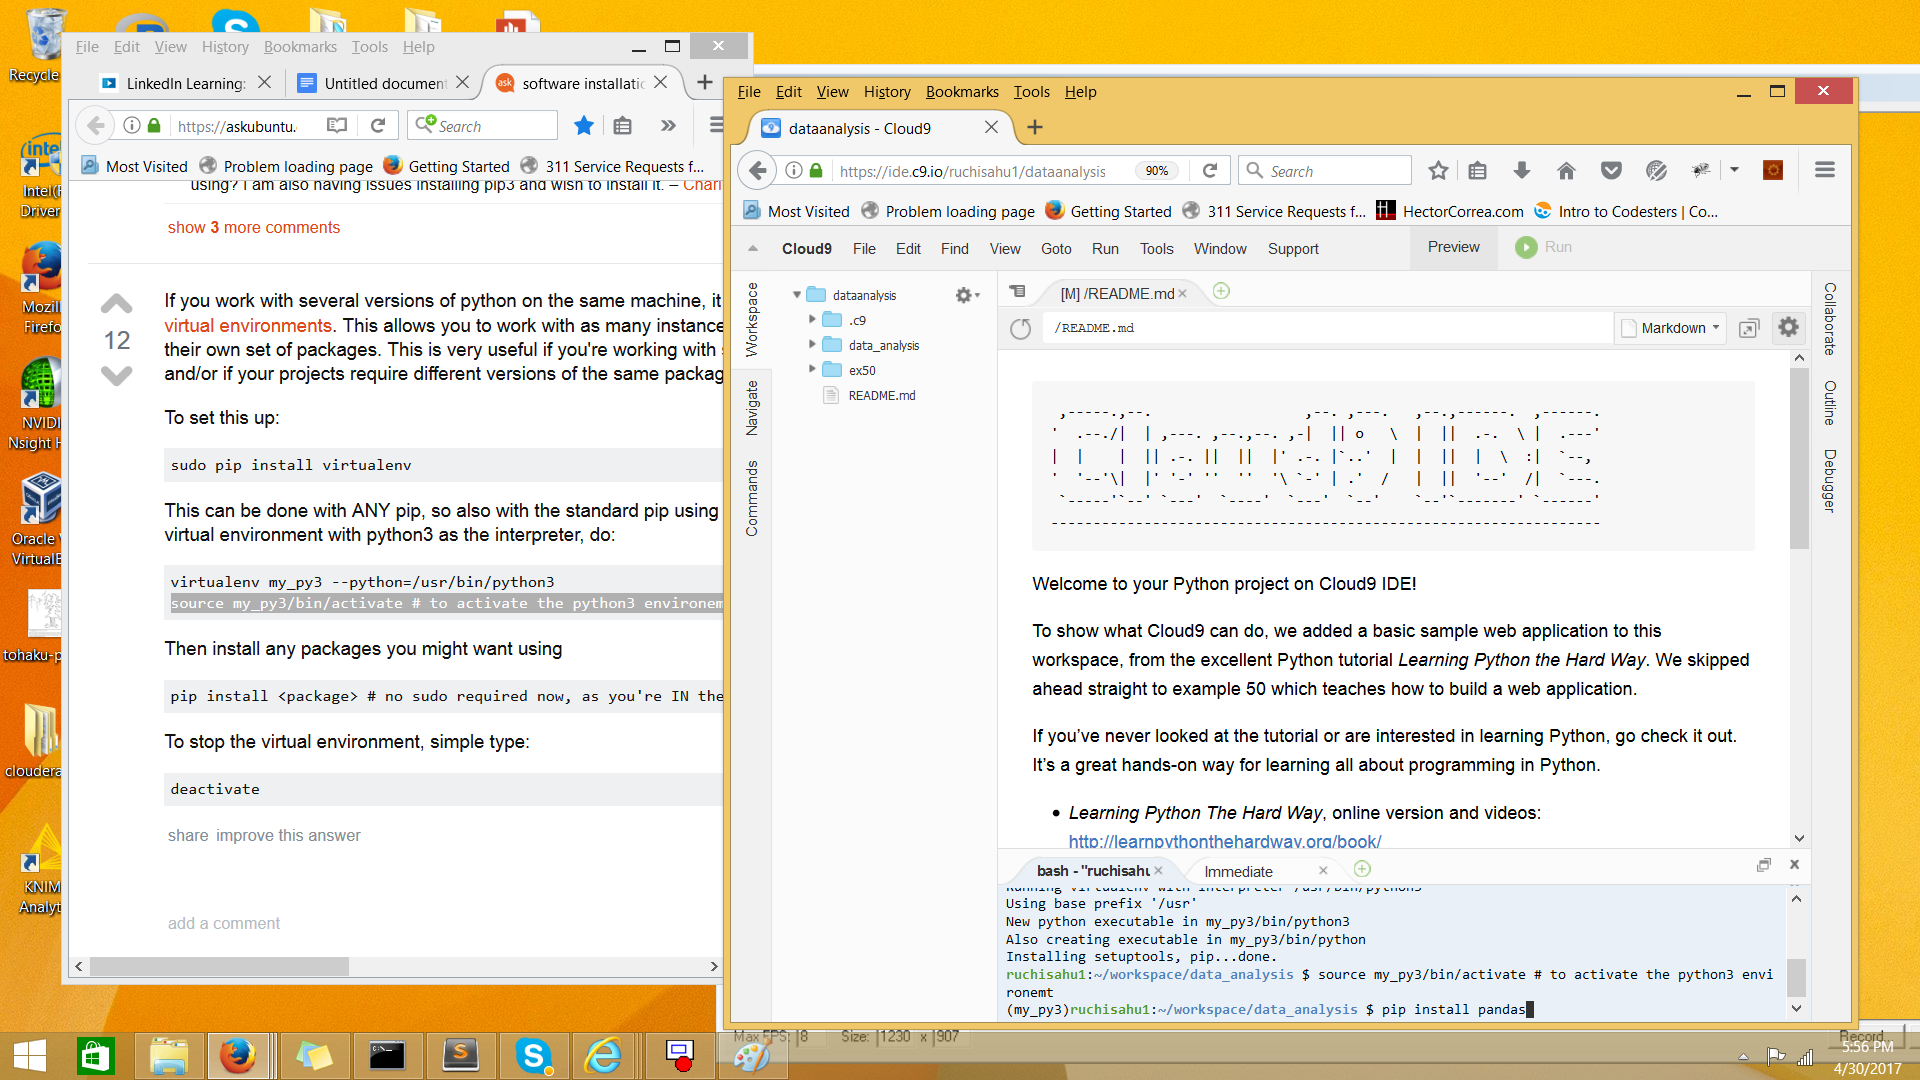 Recycle
Intel(R
Driver
Mozil
Firefo
NVIDI
Nsight H
Oracle
VirtualB
tohaku-p
cloudera
KNIM
Analyt
File Edit View History Bookmarks Tools Help
LinkedIn Learning:
Untitled document
software installatic
https://askubuntu.
Search
Most Visited
Problem loading page
Getting Started
311 Service Requests f...
using? I am also having issues installing pip3 and wish to install it. – Chari
show 3 more comments
12
If you work with several versions of python on the same machine, it
virtual environments. This allows you to work with as many instance
their own set of packages. This is very useful if you're working with s
and/or if your projects require different versions of the same packag
To set this up:
sudo pip install virtualenv
This can be done with ANY pip, so also with the standard pip using
virtual environment with python3 as the interpreter, do:
virtualenv my_py3 --python=/usr/bin/python3
source my_py3/bin/activate # to activate the python3 environem
Then install any packages you might want using
pip install <package> # no sudo required now, as you're IN the
To stop the virtual environment, simple type:
deactivate
share improve this answer
add a comment
File Edit View History Bookmarks Tools Help
dataanalysis - Cloud9
https://ide.c9.io/ruchisahu1/dataanalysis
90%
Search
Most Visited
Problem loading page
Getting Started
311 Service Requests f...
HectorCorrea.com
Intro to Codesters | Co...
Cloud9 File Edit Find View Goto Run Tools Window Support
Preview
Run
Workspace
Navigate
Commands
dataanalysis
.c9
data_analysis
ex50
README.md
[M] /README.md
/README.md
Markdown
Collaborate
Outline
Debugger
Welcome to your Python project on Cloud9 IDE!
To show what Cloud9 can do, we added a basic sample web application to this
workspace, from the excellent Python tutorial Learning Python the Hard Way. We skipped
ahead straight to example 50 which teaches how to build a web application.
If you’ve never looked at the tutorial or are interested in learning Python, go check it out.
It’s a great hands-on way for learning all about programming in Python.
• Learning Python The Hard Way, online version and videos:
http://learnpythonthehardway.org/book/
bash - "ruchisahu
Immediate
Running virtualenv with interpreter /usr/bin/python3
Using base prefix '/usr'
New python executable in my_py3/bin/python3
Also creating executable in my_py3/bin/python
Installing setuptools, pip...done.
ruchisahu1:~/workspace/data_analysis $ source my_py3/bin/activate # to activate the python3 envi
ronemt
(my_py3)ruchisahu1:~/workspace/data_analysis $ pip install pandas
Max FPS: 8 Size: 1230 x 907
Record
5:56 PM
4/30/2017